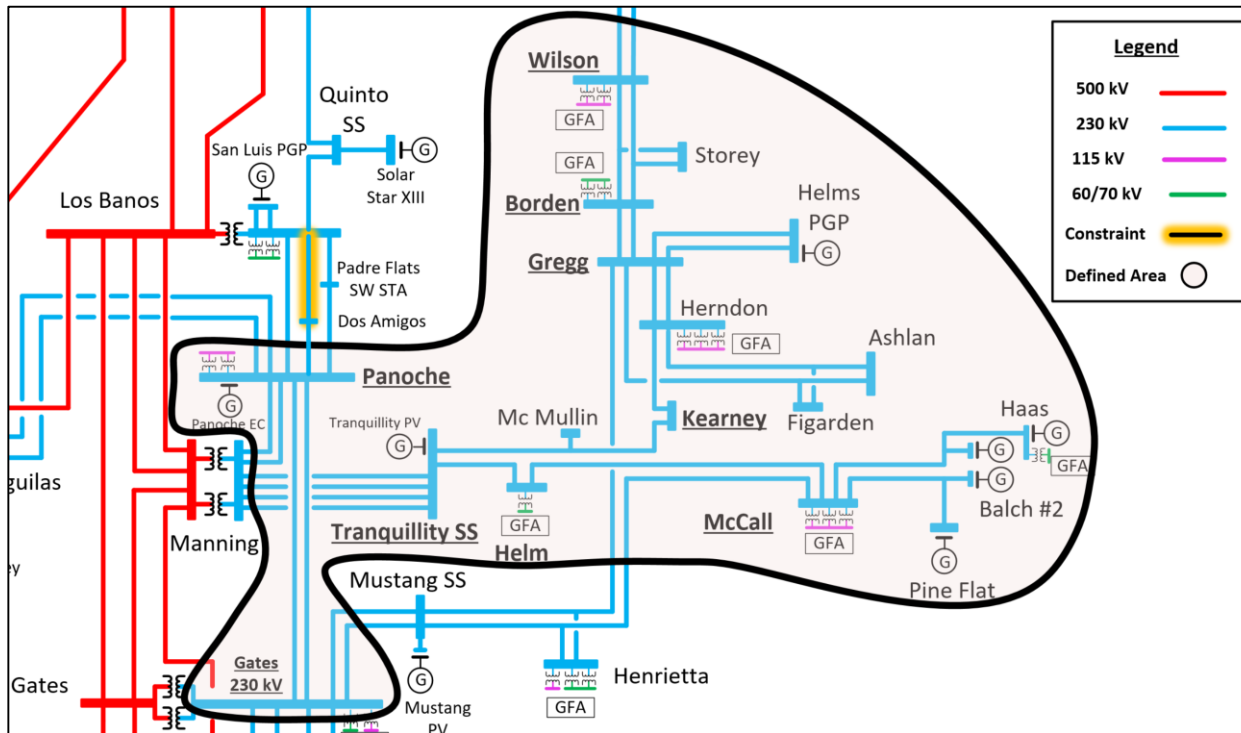 Wilson
GFA
Quinto
SS
San Luis PGP
G
G
Solar
Star XIII
Los Banos
GFA
Storey
Borden
Helms
PGP
G
Gregg
Padre Flats
SW STA
Dos Amigos
Herndon
GFA
Ashlan
Panoche
G
Panoche EC
Tranquillity PV
G
Mc Mullin
Kearney
Figarden
Haas
G
GFA
G
G
Balch #2
guilas
Manning
Tranquillity SS
GFA
Helm
McCall
GFA
G
Pine Flat
ey
Mustang SS
G
Mustang
PV
Gates
230 kV
Gates
Henrietta
GFA
Legend
500 kV
230 kV
115 kV
60/70 kV
Constraint
Defined Area